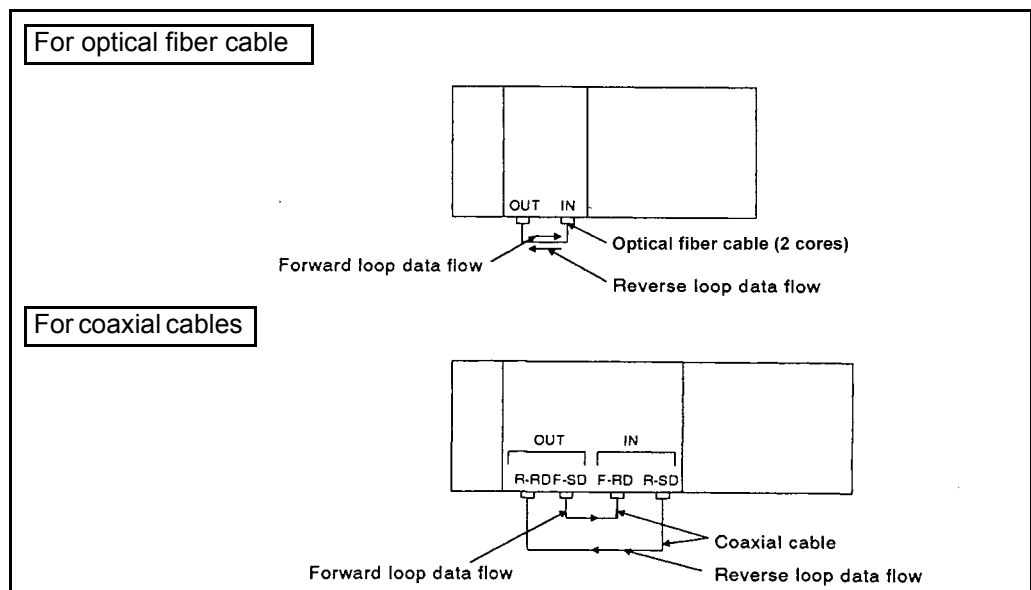 For optical fiber cable
OUT IN
Optical fiber cable (2 cores)
Forward loop data flow
Reverse loop data flow
For coaxial cables
OUT IN
R-RD F-SD F-RD R-SD
Coaxial cable
Forward loop data flow
Reverse loop data flow